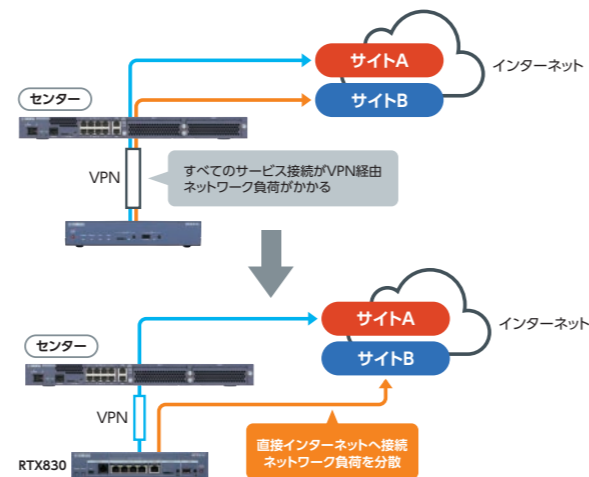 サイトA
インターネット
サイトB
センター
VPN
すべてのサービス接続がVPN経由
ネットワーク負荷がかかる
サイトA
インターネット
サイトB
センター
VPN
直接インターネットへ接続
ネットワーク負荷を分散
RTX830